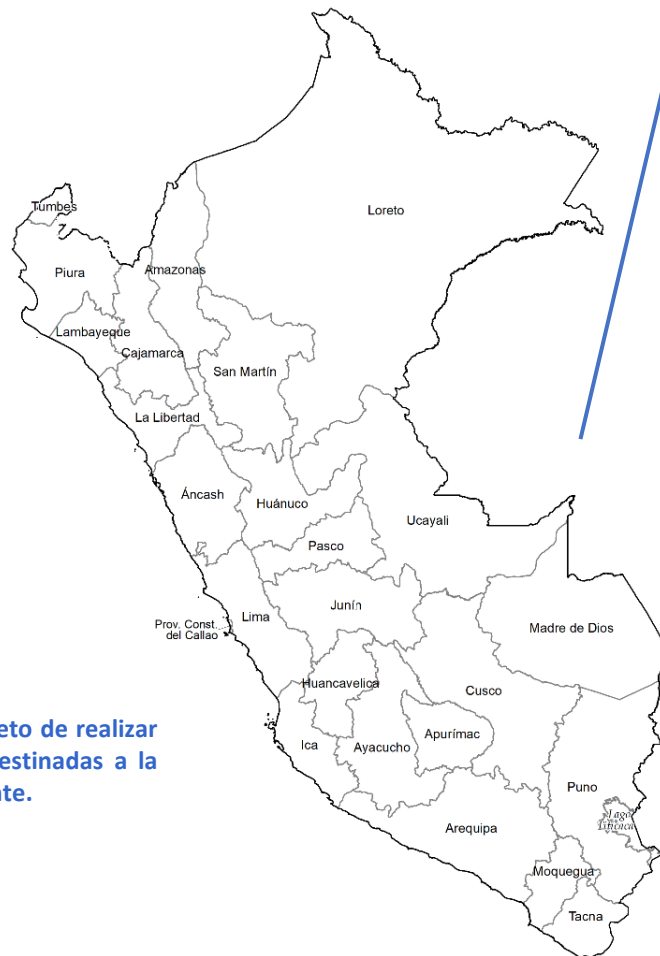 Tumbes
Loreto
Piura
Amazonas
Lambayeque
Cajamarca
San Martín
La Libertad
Áncash
Huánuco
Ucayali
Pasco
Junín
Lima
Prov. Const.
del Callao
Madre de Dios
Huancavelica
Cusco
eto de realizar
estinadas a la
te.
Ica
Ayacucho
Apurímac
Puno
Lago
Titicaca
Arequipa
Moquegua
Tacna